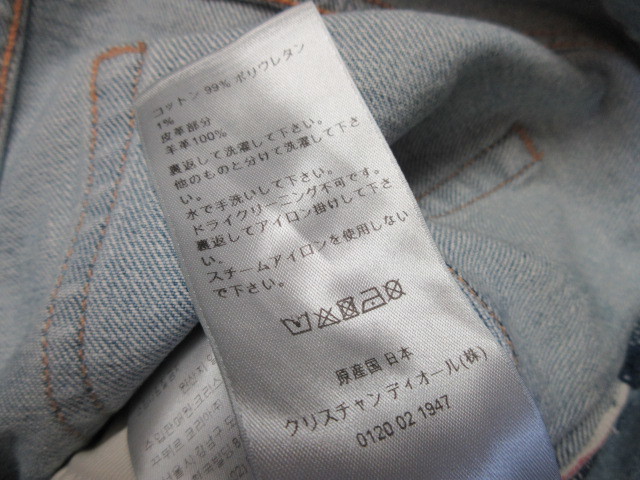 コットン 99% ポリウレタン
1%
皮革部分
羊革100%
裏返して洗濯して下さい。
他のものと分けて洗濯して下さ
い。
水で手洗いして下さい。
ドライクリーニング不可です。
裏返してアイロン掛けして下さ
い。
スチームアイロンを使用しない
で下さい。
原産国 日本
クリスチャン ディオール(株)
0120 02 1947